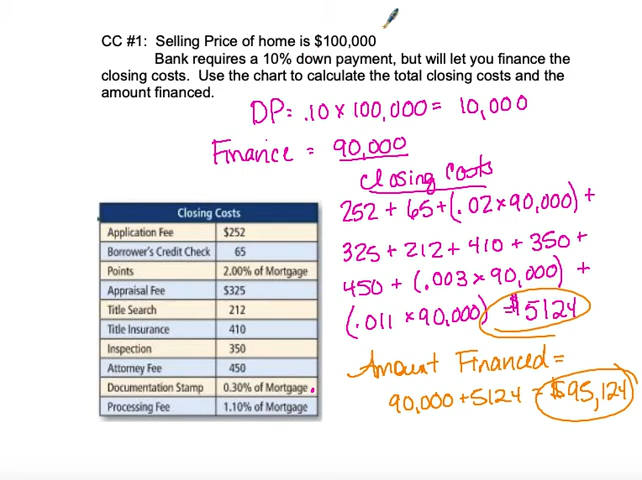 CC #1: Selling Price of home is $100,000
Bank requires a 10% down payment, but will let you finance the
closing costs. Use the chart to calculate the total closing costs and the
amount financed.
DP= .10 x 100,000 = 10,000
Finance = 90,000
Closing Costs
252 + 65 + (.02 x 90,000) +
325 + 212 + 410 + 350 +
450 + (.003 x 90,000) +
(.011 x 90,000) = $5124
Amount Financed =
90,000 + 5124 = $95,124
Closing Costs
Application Fee $252
Borrower's Credit Check 65
Points 2.00% of Mortgage
Appraisal Fee $325
Title Search 212
Title Insurance 410
Inspection 350
Attorney Fee 450
Documentation Stamp 0.30% of Mortgage
Processing Fee 1.10% of Mortgage